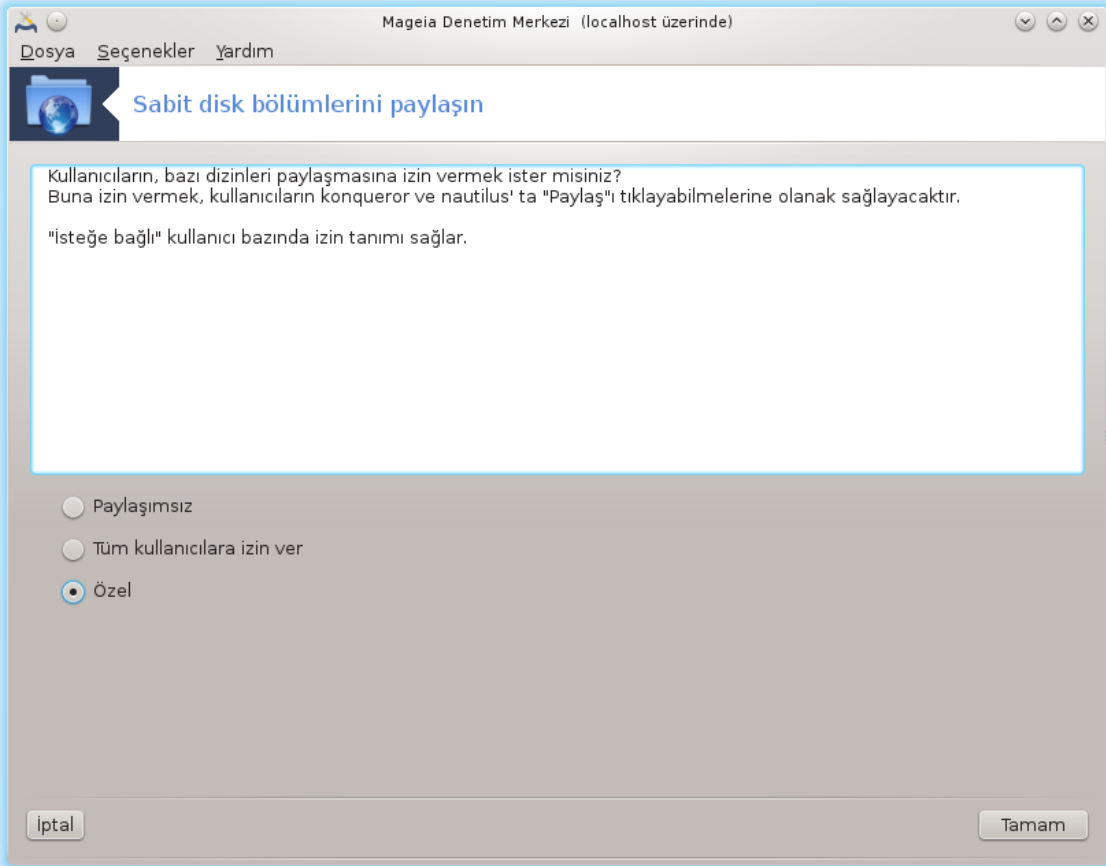 Mageia Denetim Merkezi (localhost üzerinde)
Dosya Seçenekler Yardım
Sabit disk bölümlerini paylaşın
Kullanıcıların, bazı dizinleri paylaşmasına izin vermek ister misiniz?
Buna izin vermek, kullanıcıların konqueror ve nautilus' ta "Paylaş"ı tıklayabilmelerine olanak sağlayacaktır.
"İsteğe bağlı" kullanıcı bazında izin tanımı sağlar.
Paylaşımsız
Tüm kullanıcılara izin ver
Özel
İptal Tamam